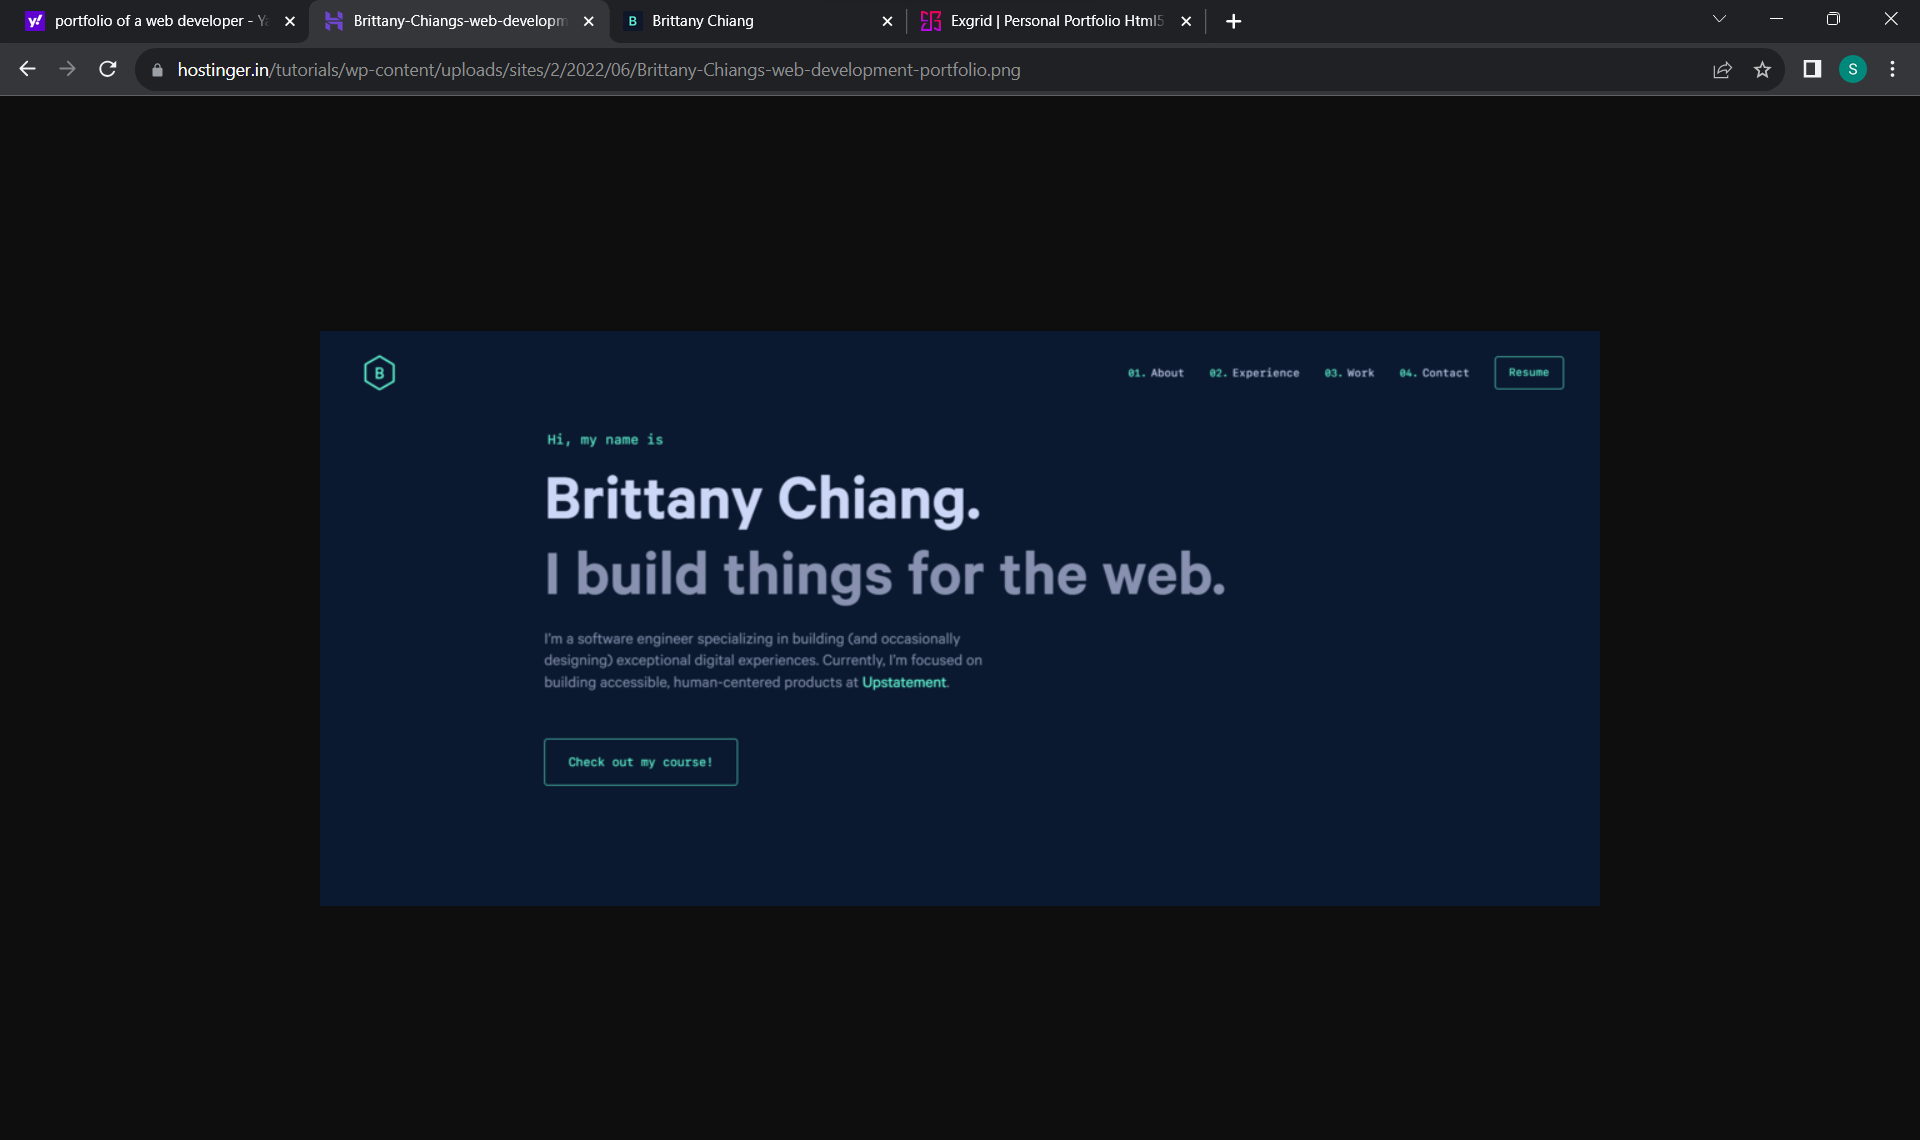 y!
portfolio of a web developer -
Brittany-Chiangs-web-developm
B
Brittany Chiang
Exgrid | Personal Portfolio Html5
hostinger.in/tutorials/wp-content/uploads/sites/2/2022/06/Brittany-Chiangs-web-development-portfolio.png
S
B
01. About
02. Experience
03. Work
04. Contact
Resume
Hi, my name is
Brittany Chiang.
I build things for the web.
I'm a software engineer specializing in building (and occasionally
designing) exceptional digital experiences. Currently, I'm focused on
building accessible, human-centered products at Upstatement.
Check out my course!